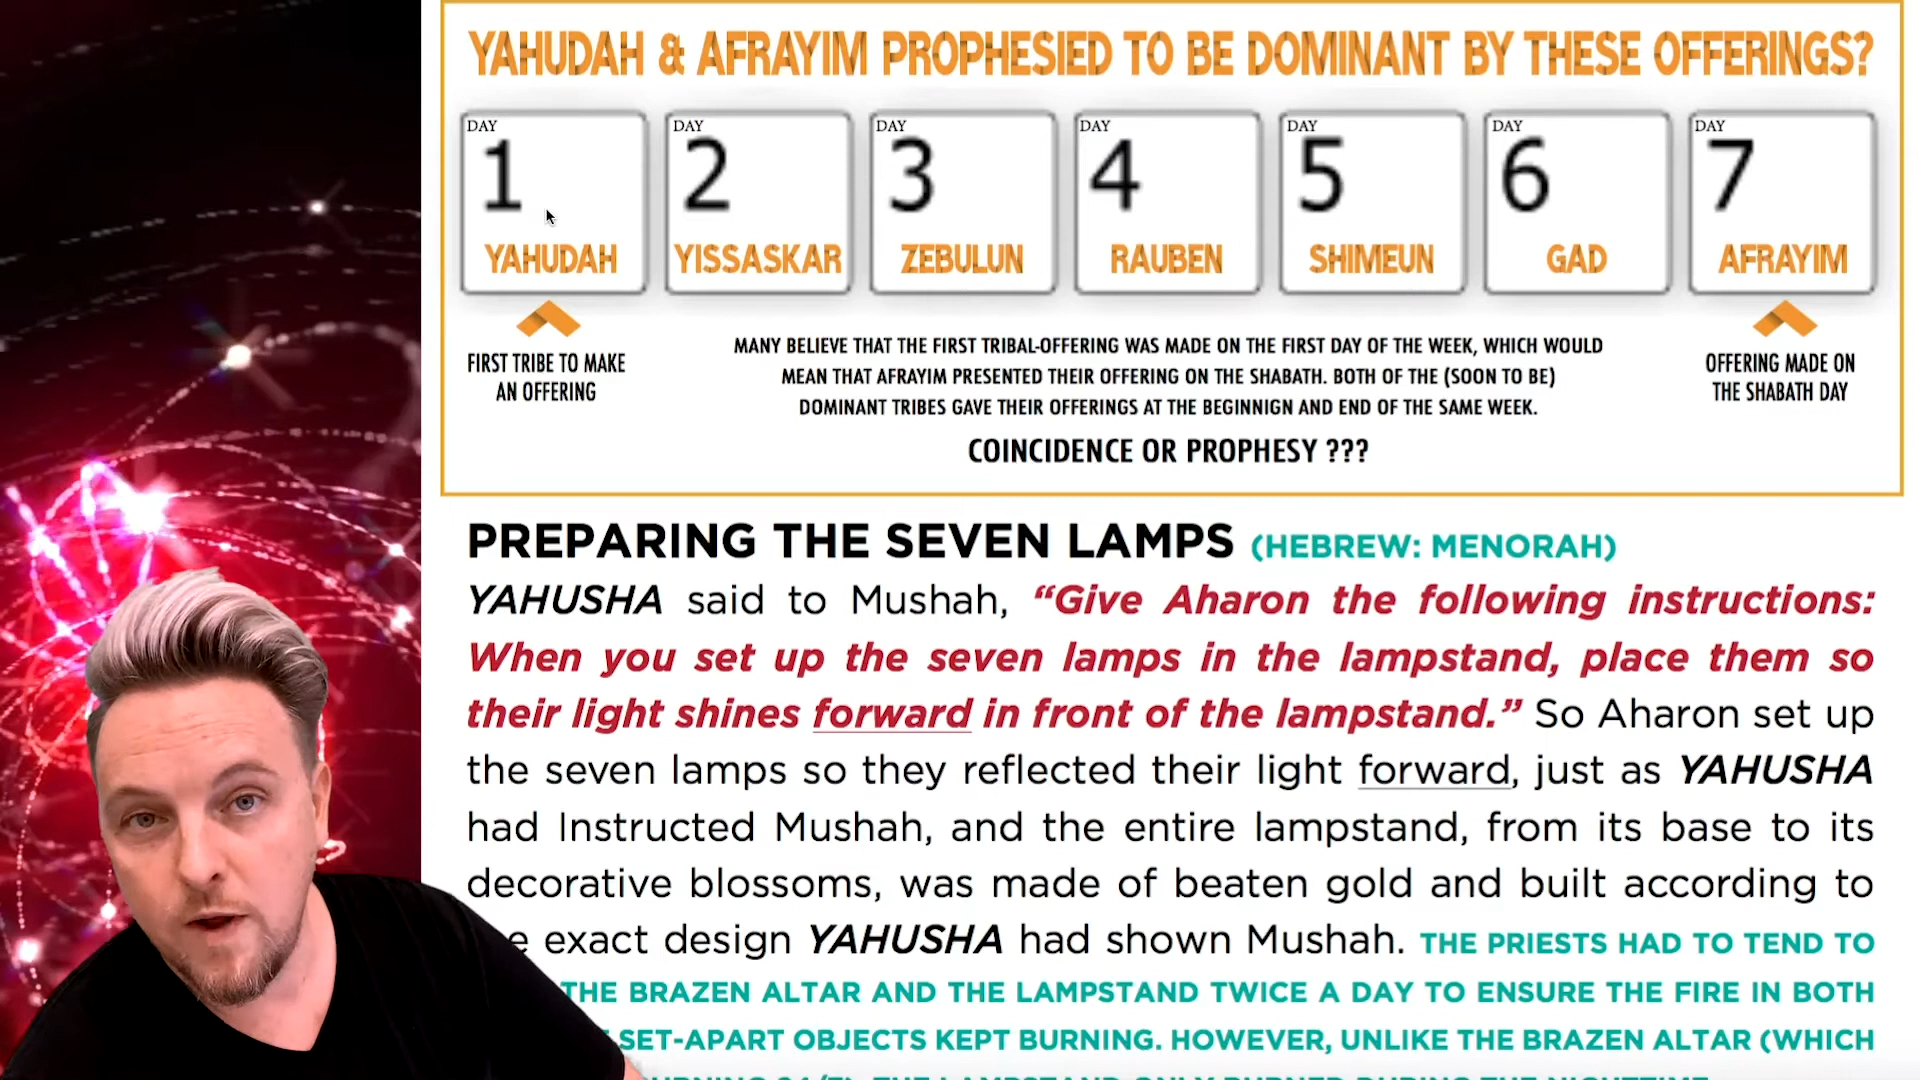 YAHUDAH & AFRAYIM PROPHESIED TO BE DOMINANT BY THESE OFFERINGS?
DAY 1 YAHUDAH
DAY 2 YISSASKAR
DAY 3 ZEBULUN
DAY 4 RAUBEN
DAY 5 SHIMEUN
DAY 6 GAD
DAY 7 AFRAYIM
FIRST TRIBE TO MAKE
AN OFFERING
MANY BELIEVE THAT THE FIRST TRIBAL-OFFERING WAS MADE ON THE FIRST DAY OF THE WEEK, WHICH WOULD
MEAN THAT AFRAYIM PRESENTED THEIR OFFERING ON THE SHABATH. BOTH OF THE (SOON TO BE)
DOMINANT TRIBES GAVE THEIR OFFERINGS AT THE BEGINNIGN AND END OF THE SAME WEEK.
COINCIDENCE OR PROPHESY ???
OFFERING MADE ON
THE SHABATH DAY
PREPARING THE SEVEN LAMPS (HEBREW: MENORAH)
YAHUSHA said to Mushah, “Give Aharon the following instructions:
When you set up the seven lamps in the lampstand, place them so
their light shines forward in front of the lampstand.” So Aharon set up
the seven lamps so they reflected their light forward, just as YAHUSHA
had Instructed Mushah, and the entire lampstand, from its base to its
decorative blossoms, was made of beaten gold and built according to
exact design YAHUSHA had shown Mushah. THE PRIESTS HAD TO TEND TO
THE BRAZEN ALTAR AND THE LAMPSTAND TWICE A DAY TO ENSURE THE FIRE IN BOTH
SET-APART OBJECTS KEPT BURNING. HOWEVER, UNLIKE THE BRAZEN ALTAR (WHICH